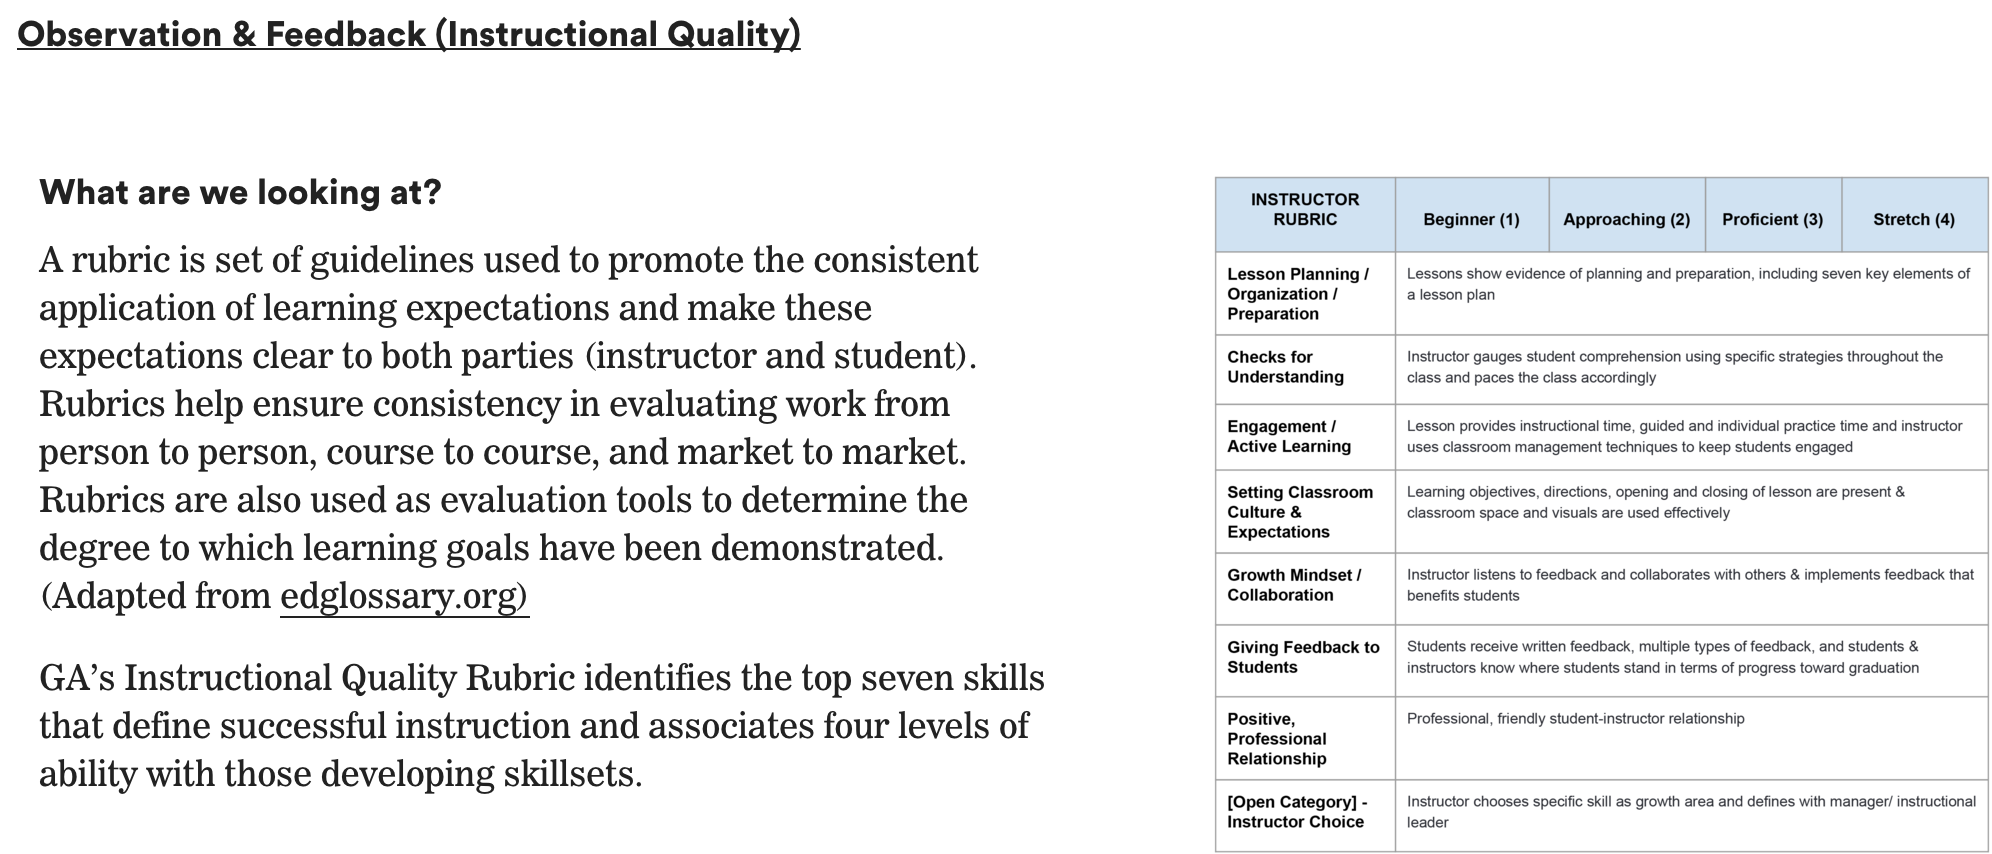 Observation & Feedback (Instructional Quality)
What are we looking at?
A rubric is set of guidelines used to promote the consistent
application of learning expectations and make these
expectations clear to both parties (instructor and student).
Rubrics help ensure consistency in evaluating work from
person to person, course to course, and market to market.
Rubrics are also used as evaluation tools to determine the
degree to which learning goals have been demonstrated.
(Adapted from edglossary.org)
GA's Instructional Quality Rubric identifies the top seven skills
that define successful instruction and associates four levels of
ability with those developing skillsets.
INSTRUCTOR
RUBRIC
Beginner (1)
Approaching (2)
Proficient (3)
Stretch (4)
Lesson Planning /
Organization /
Preparation
Lessons show evidence of planning and preparation, including seven key elements of
a lesson plan
Checks for
Understanding
Instructor gauges student comprehension using specific strategies throughout the
class and paces the class accordingly
Engagement /
Active Learning
Lesson provides instructional time, guided and individual practice time and instructor
uses classroom management techniques to keep students engaged
Setting Classroom
Culture &
Expectations
Learning objectives, directions, opening and closing of lesson are present &
classroom space and visuals are used effectively
Growth Mindset /
Collaboration
Instructor listens to feedback and collaborates with others & implements feedback that
benefits students
Giving Feedback to
Students
Students receive written feedback, multiple types of feedback, and students &
instructors know where students stand in terms of progress toward graduation
Positive,
Professional
Relationship
Professional, friendly student-instructor relationship
[Open Category] -
Instructor Choice
Instructor chooses specific skill as growth area and defines with manager/ instructional
leader